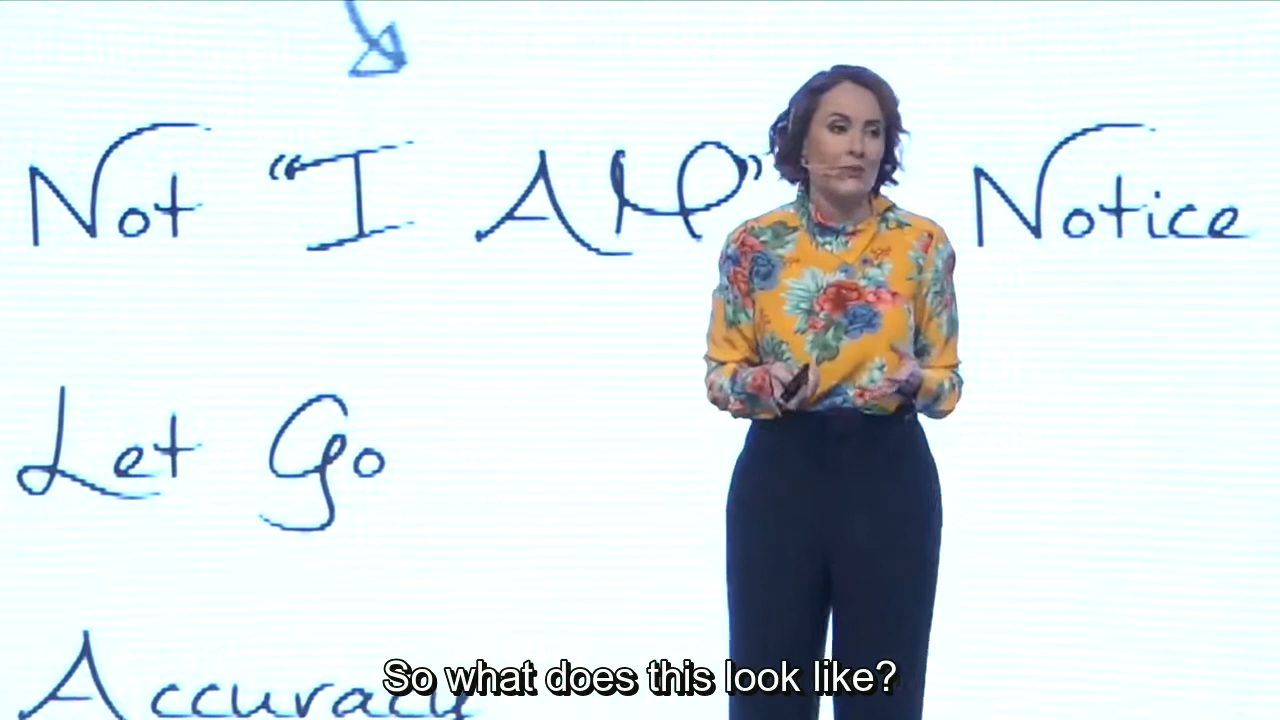 Not “I AM” Notice
Let Go
Accuracy
So what does this look like?